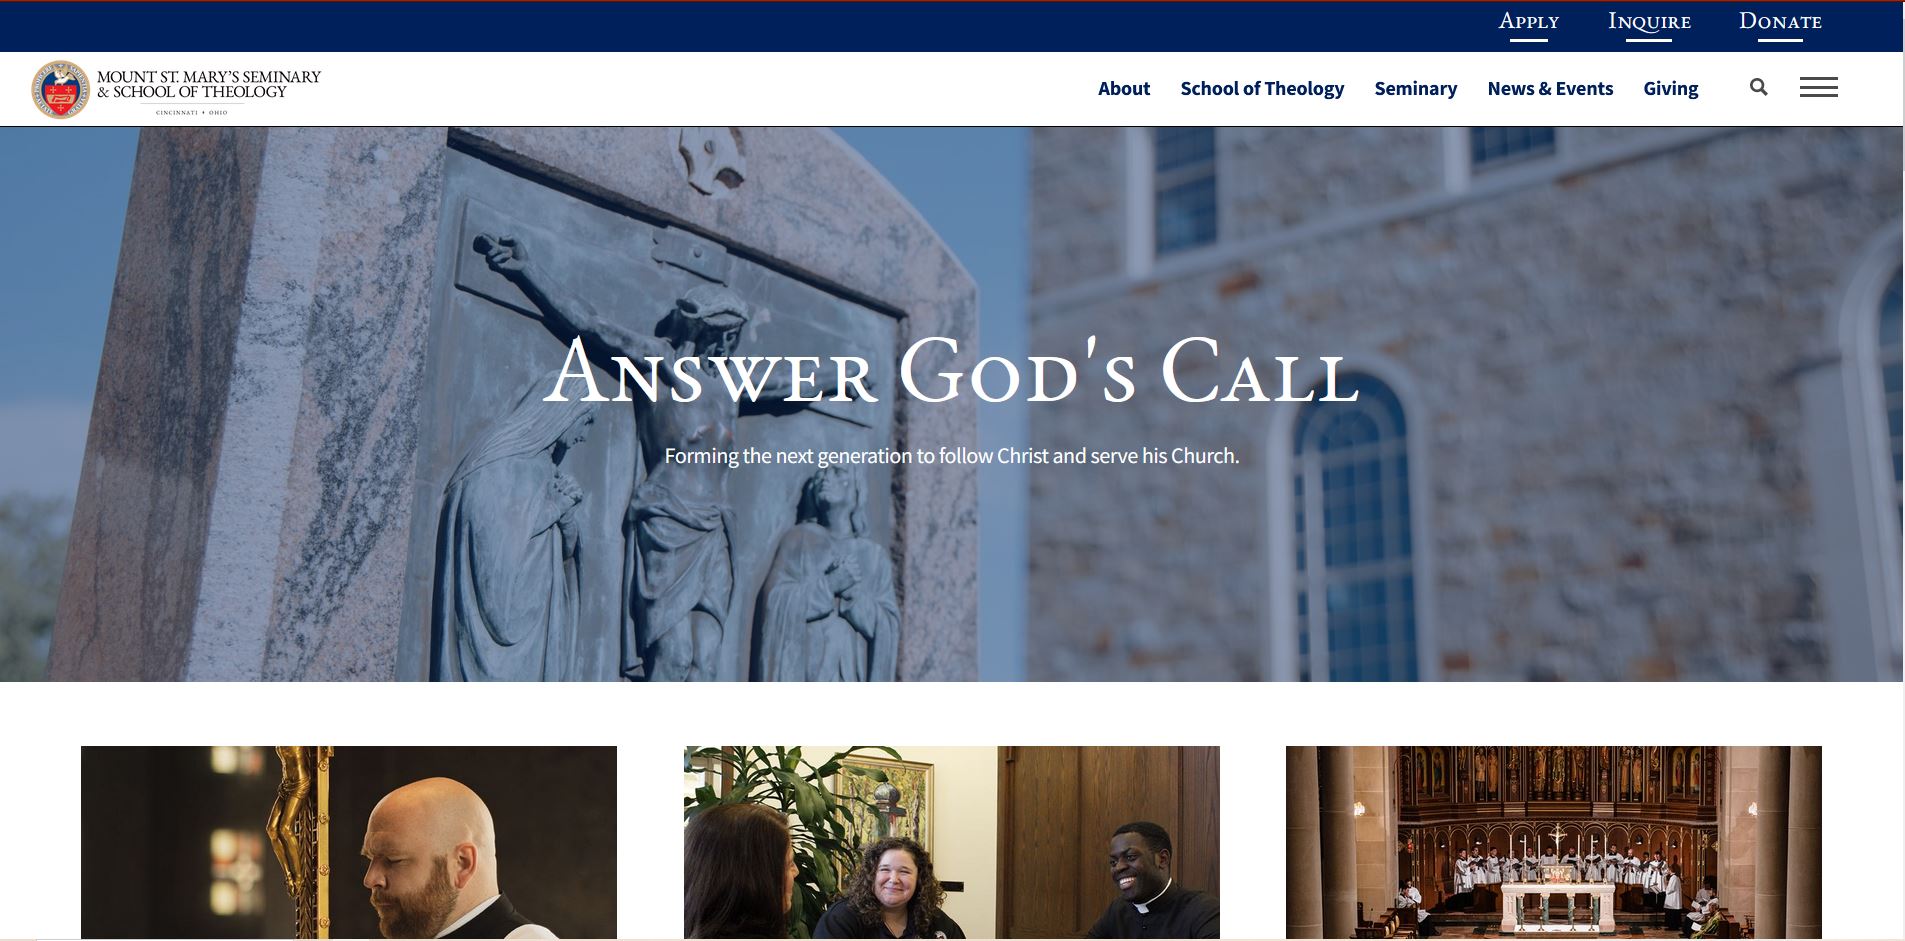 Apply Inquire Donate
MOUNT ST. MARY'S SEMINARY
& SCHOOL OF THEOLOGY
CINCINNATI • OHIO
About School of Theology Seminary News & Events Giving
Answer God's Call
Forming the next generation to follow Christ and serve his Church.